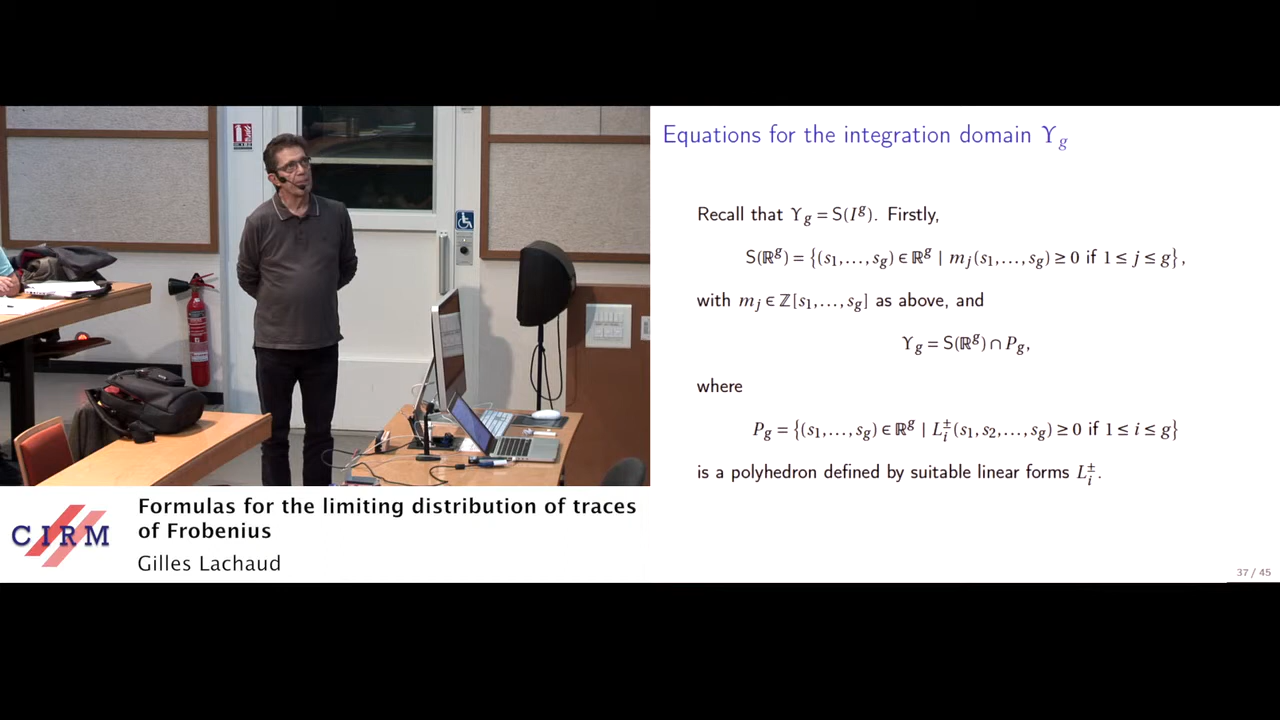 Equations for the integration domain ϒ_g
Recall that ϒ_g = S(I^g). Firstly,
S(ℝ^g) = {(s_1,…,s_g) ∈ ℝ^g | m_j(s_1,…,s_g) ≥ 0 if 1 ≤ j ≤ g},
with m_j ∈ ℤ[s_1,…,s_g] as above, and
ϒ_g = S(ℝ^g) ∩ P_g,
where
P_g = {(s_1,…,s_g) ∈ ℝ^g | L_i^±(s_1,s_2,…,s_g) ≥ 0 if 1 ≤ i ≤ g}
is a polyhedron defined by suitable linear forms L_i^±.
37 / 45
CIRM
Formulas for the limiting distribution of traces
of Frobenius
Gilles Lachaud